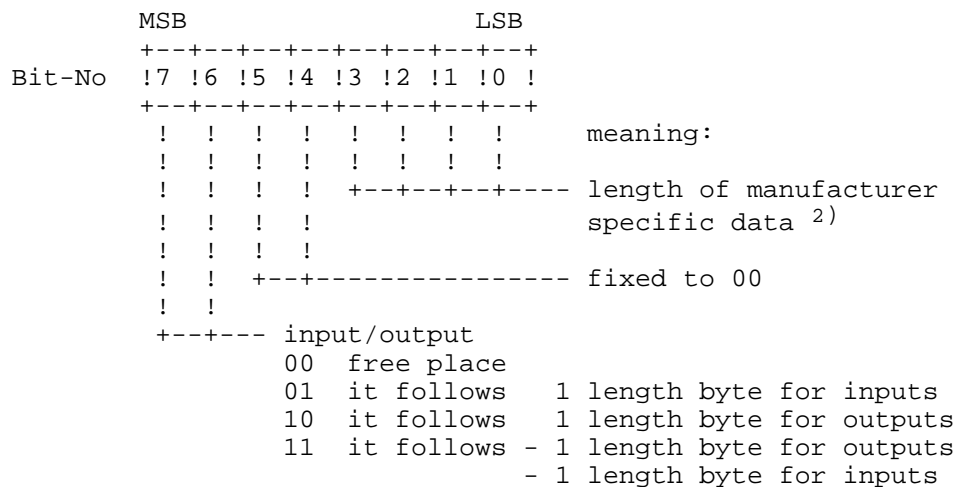 MSB                    LSB
+--+--+--+--+--+--+--+--+
Bit-No  !7 !6 !5 !4 !3 !2 !1 !0 !
+--+--+--+--+--+--+--+--+
!  !  !  !  !  !  !  !     meaning:
!  !  !  !  !  !  !  !
!  !  !  !  +--+--+--+---- length of manufacturer
!  !  !  !                 specific data 2)
!  !  !  !
!  !  +--+---------------- fixed to 00
!  !
+--+--- input/output
00  free place
01  it follows   1 length byte for inputs
10  it follows   1 length byte for outputs
11  it follows - 1 length byte for outputs
- 1 length byte for inputs